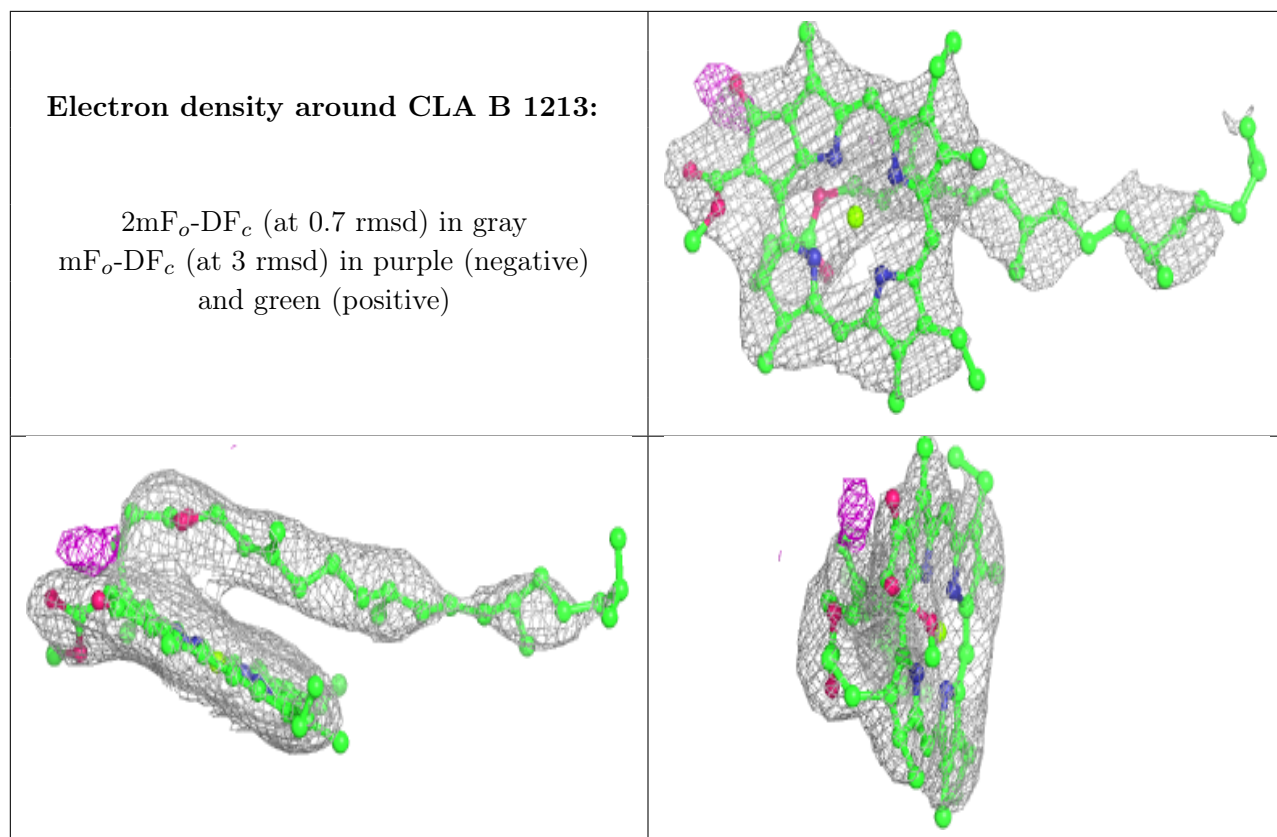 Electron density around CLA B 1213:
2mFo-DFc (at 0.7 rmsd) in gray
mFo-DFc (at 3 rmsd) in purple (negative)
and green (positive)